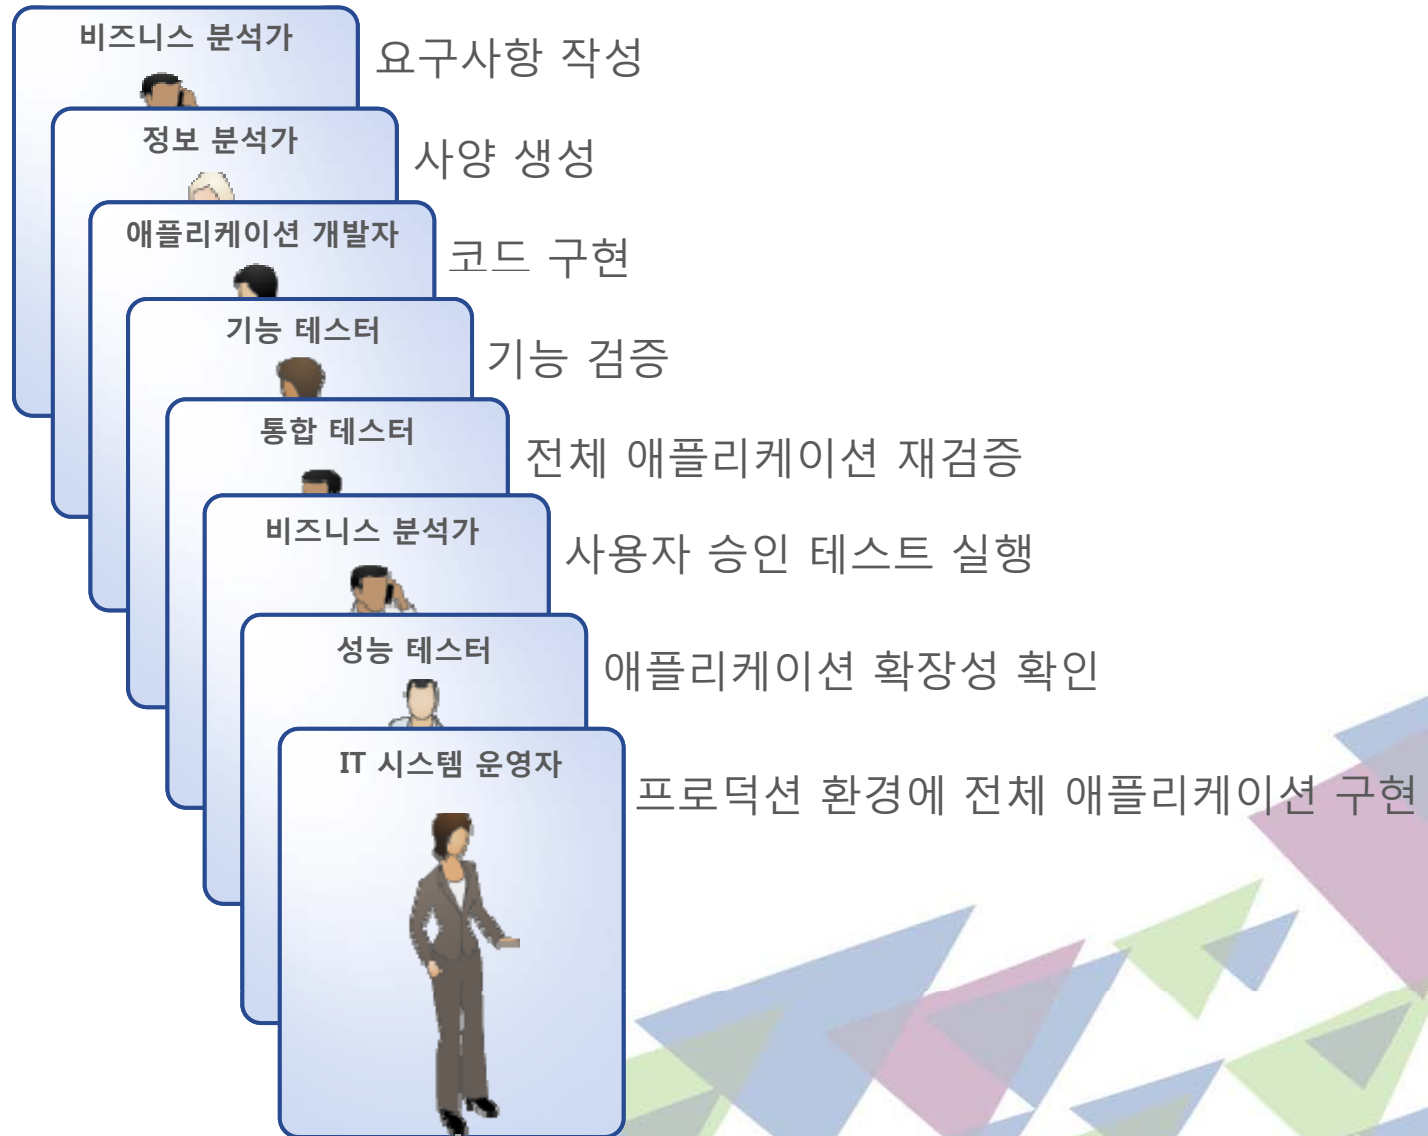 비즈니스 분석가
요구사항 작성
정보 분석가
사양 생성
애플리케이션 개발자
코드 구현
기능 테스터
기능 검증
통합 테스터
전체 애플리케이션 재검증
비즈니스 분석가
사용자 승인 테스트 실행
성능 테스터
애플리케이션 확장성 확인
IT 시스템 운영자
프로덕션 환경에 전체 애플리케이션 구현